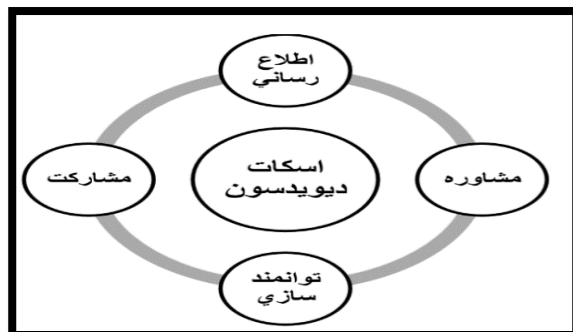 اطلاع
رساني
مشاركت
اسكات
ديويدسون
مشاوره
توانمند
سازي